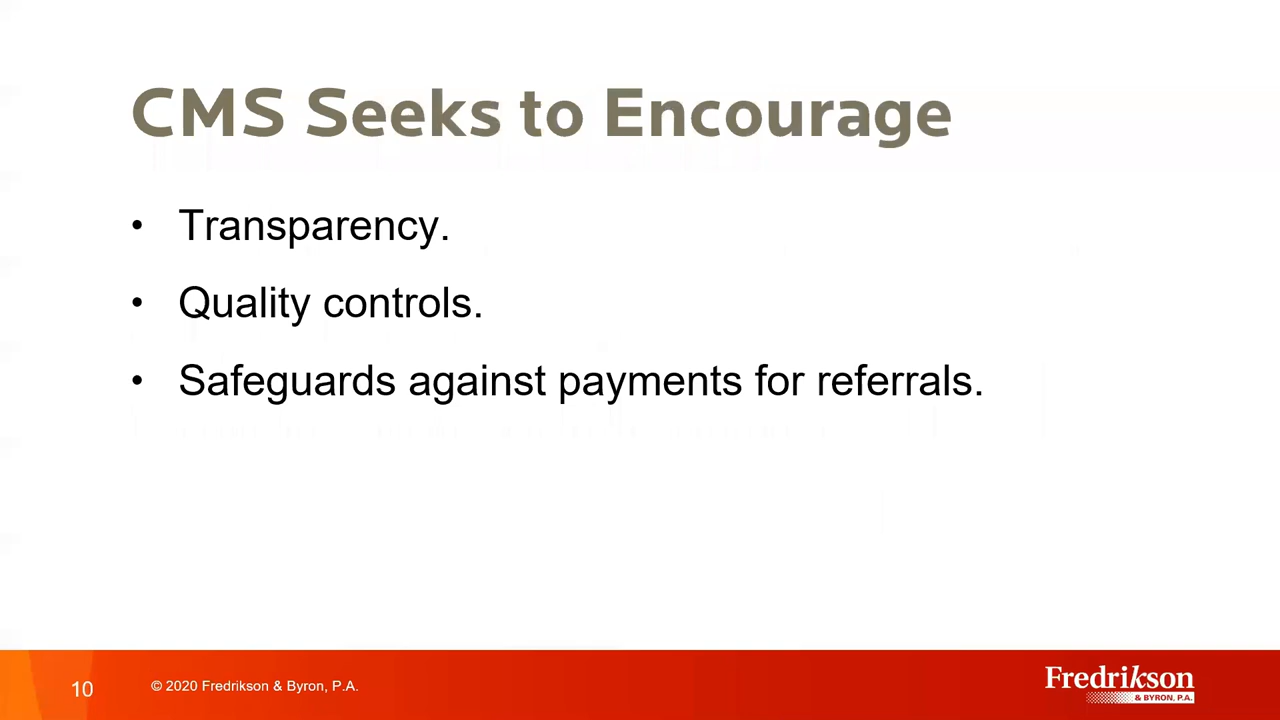 CMS Seeks to Encourage
• Transparency.
• Quality controls.
• Safeguards against payments for referrals.
10
© 2020 Fredrikson & Byron, P.A.
Fredrikson
& BYRON, P.A.